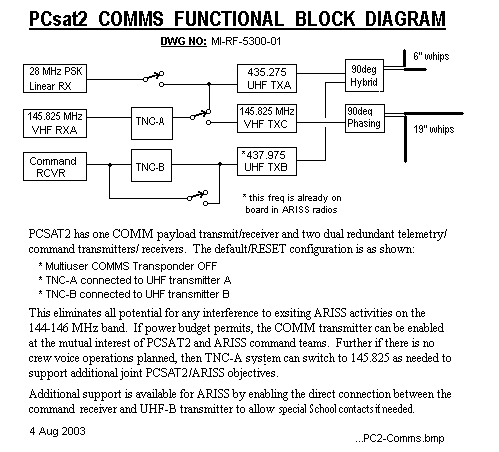 PCsat2 COMMS FUNCTIONAL BLOCK DIAGRAM
DWG NO: MI-RF-5300-01
28 MHz PSK
Linear RX
435.275
UHF TXA
90deg
Hybrid
6" whips
145.825 MHz
VHF RXA
TNC-A
145.825 MHz
VHF TXC
90deg
Phasing
19" whips
Command
RCVR
TNC-B
*437.975
UHF TXB
* this freq is already on
board in ARISS radios
PCSAT2 has one COMM payload transmit/receiver and two dual redundant telemetry/
command transmitters/ receivers. The default/RESET configuration is as shown:
* Multiuser COMMS Transponder OFF
* TNC-A connected to UHF transmitter A
* TNC-B connected to UHF transmitter B
This eliminates all potential for any interference to exsiting ARISS activities on the
144-146 MHz band. If power budget permits, the COMM transmitter can be enabled
at the mutual interest of PCSAT2 and ARISS command teams. Further if there is no
crew voice operations planned, then TNC-A system can switch to 145.825 as needed to
support additional joint PCSAT2/ARISS objectives.
Additional support is available for ARISS by enabling the direct connection between the
command receiver and UHF-B transmitter to allow special School contacts if needed.
4 Aug 2003
...PC2-Comms.bmp